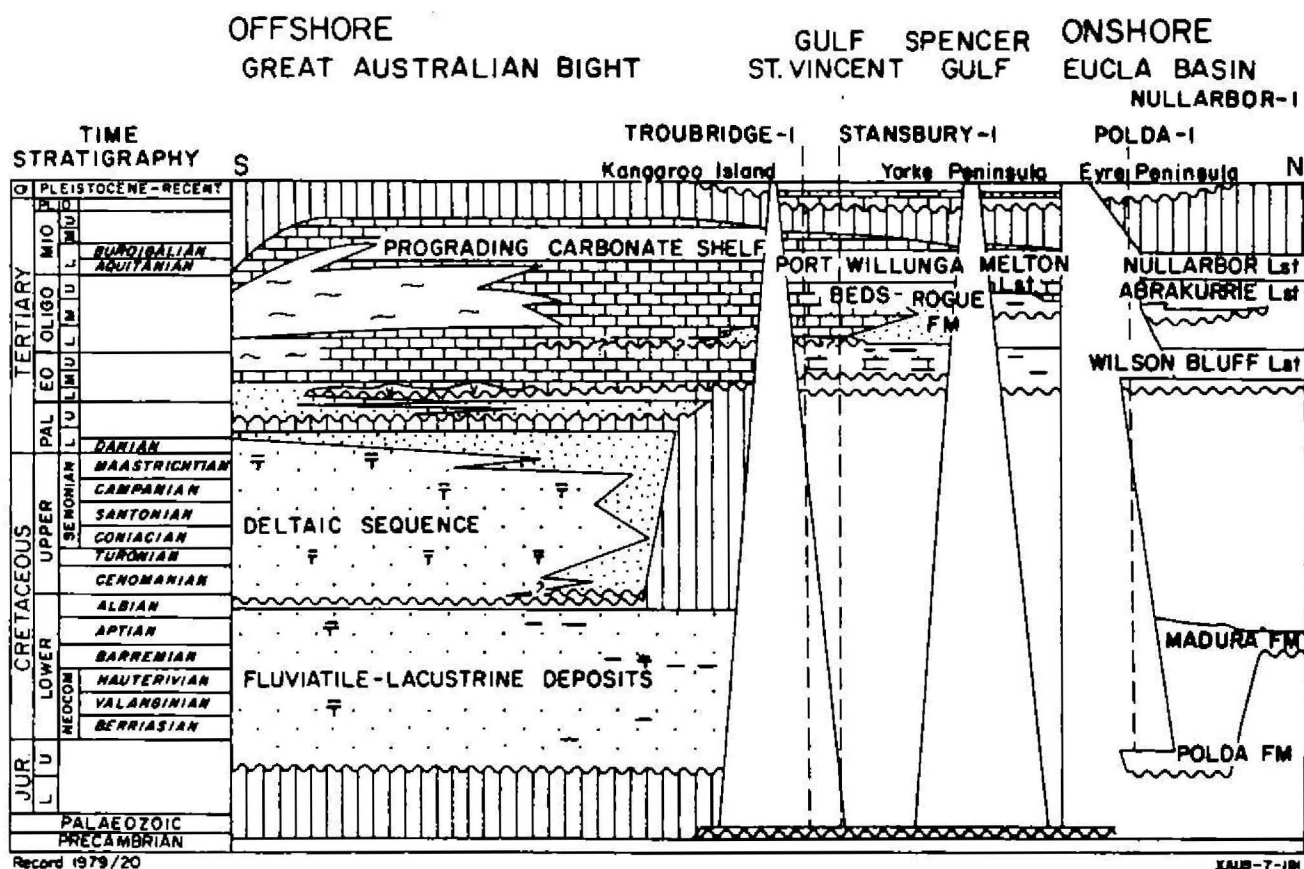 OFFSHORE
GREAT AUSTRALIAN BIGHT
GULF
ST. VINCENT
SPENCER
GULF
ONSHORE
EUCLA BASIN
NULLARBOR-1
TIME
STRATIGRAPHY
TROUBRIDGE-1
STANSBURY-1
POLDA-1
S
Kangaroo Island
Yorke Peninsula
Eyre Peninsula
N
Q
PLEISTOCENE-RECENT
TERTIARY
MIO
U
M
L
BURDIGALIAN
AQUITANIAN
PROGRADING CARBONATE SHELF
PORT WILLUNGA
BEDS-
ROGUE
FM
MELTON
Lst
NULLARBOR Lst
ABRAKURRIE Lst
WILSON BLUFF Lst
OLIGO
U
M
L
EO
U
M
L
PAL
U
L
DANIAN
CRETACEOUS
UPPER
SENONIAN
MAASTRICHTIAN
CAMPANIAN
SANTONIAN
CONIACIAN
TURONIAN
CENOMANIAN
DELTAIC SEQUENCE
LOWER
ALBIAN
APTIAN
BARREMIAN
NEOCOM
HAUTERIVIAN
VALANGINIAN
BERRIASIAN
FLUVIATILE-LACUSTRINE DEPOSITS
MADURA FM
POLDA FM
JUR.
U
L
PALAEOZOIC
PRECAMBRIAN
Record 1979/20